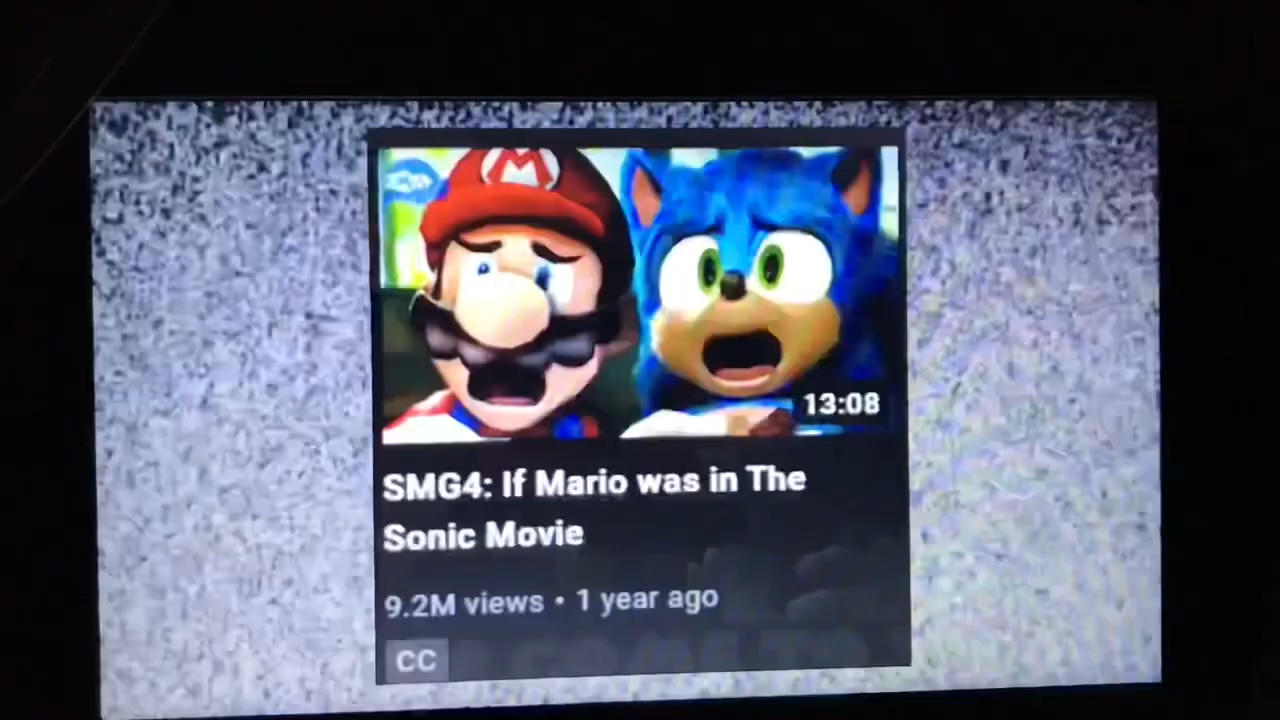 M
13:08
SMG4: If Mario was in The
Sonic Movie
9.2M views • 1 year ago
CC